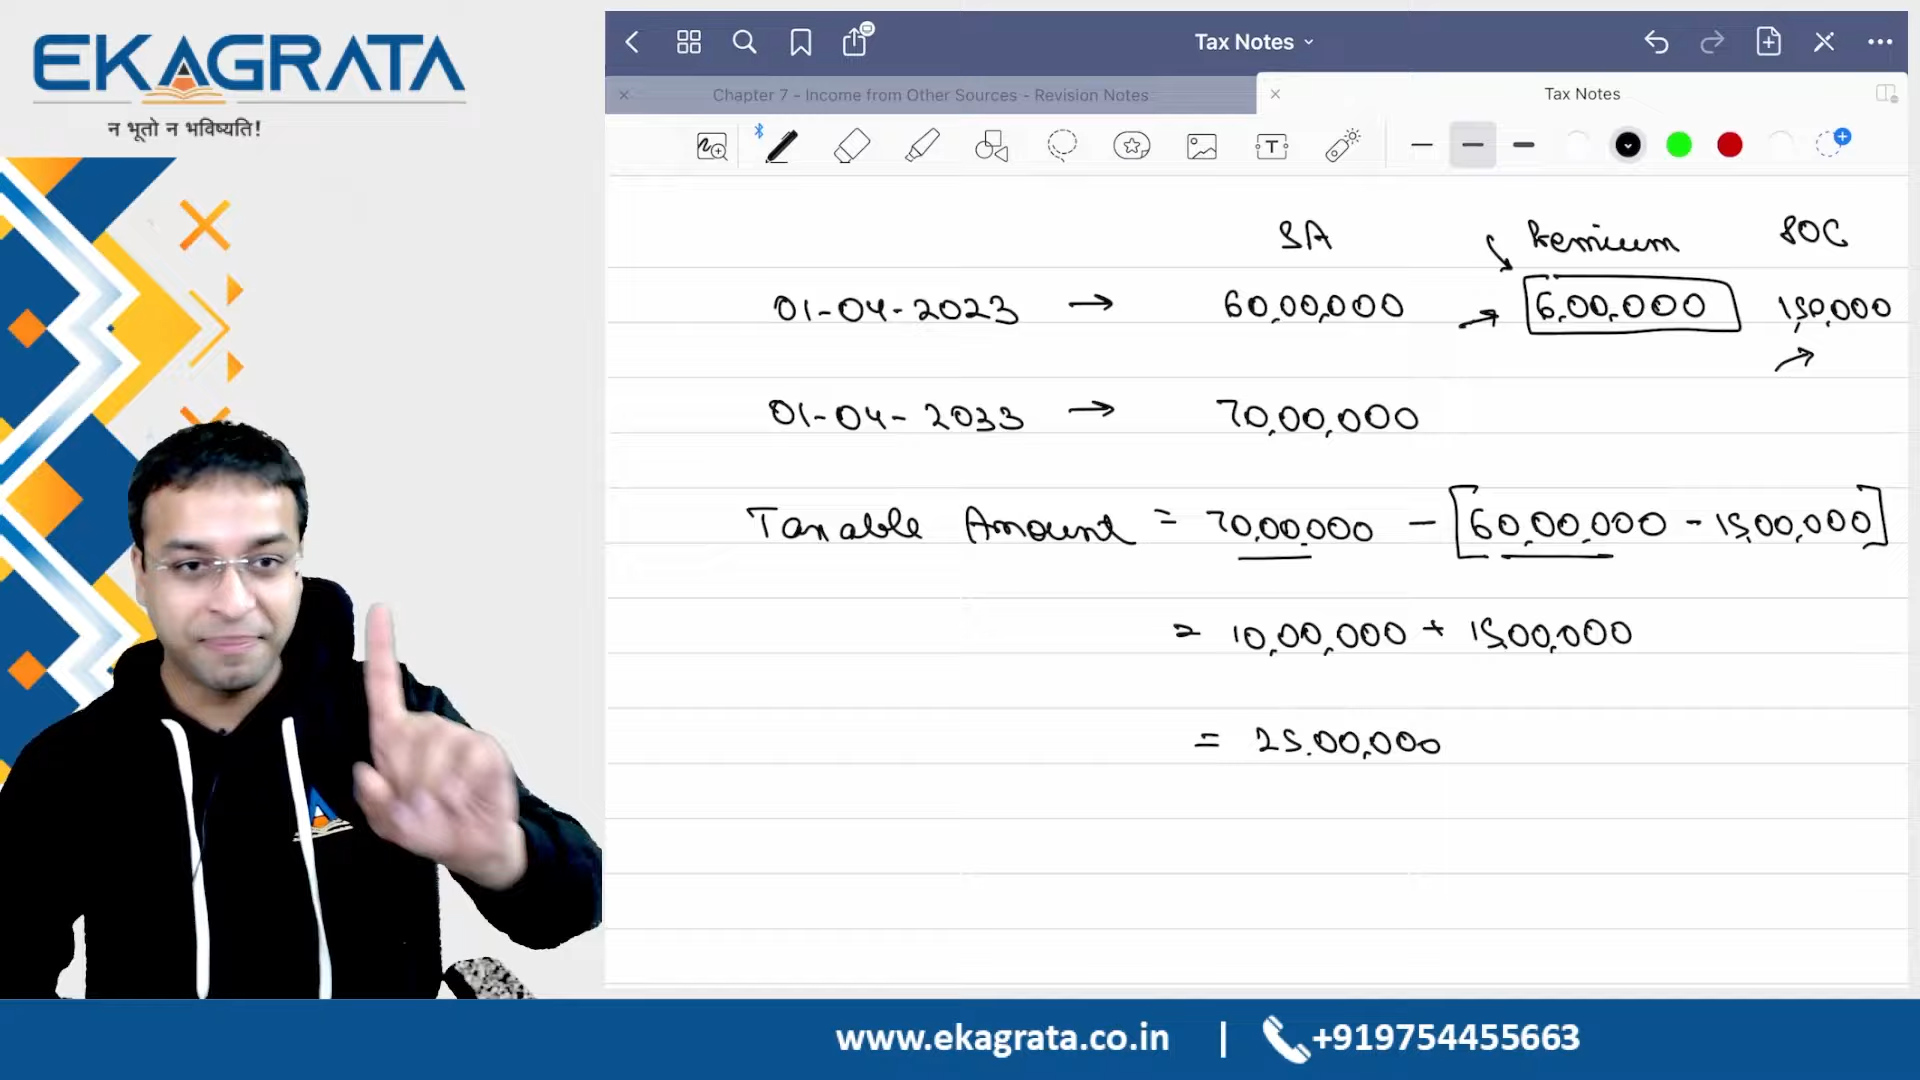 EKAGRATA
न भूतो न भविष्यति!
Tax Notes
Chapter 7 - Income from Other Sources - Revision Notes
Tax Notes
T
SA Premium 80C
01-04-2023 → 60,00,000 → 6,00,000 1,50,000
01-04-2033 → 70,00,000
Taxable Amount = 70,00,000 - [60,00,000 - 15,00,000]
= 10,00,000 + 15,00,000
= 25,00,000
www.ekagrata.co.in | +919754455663